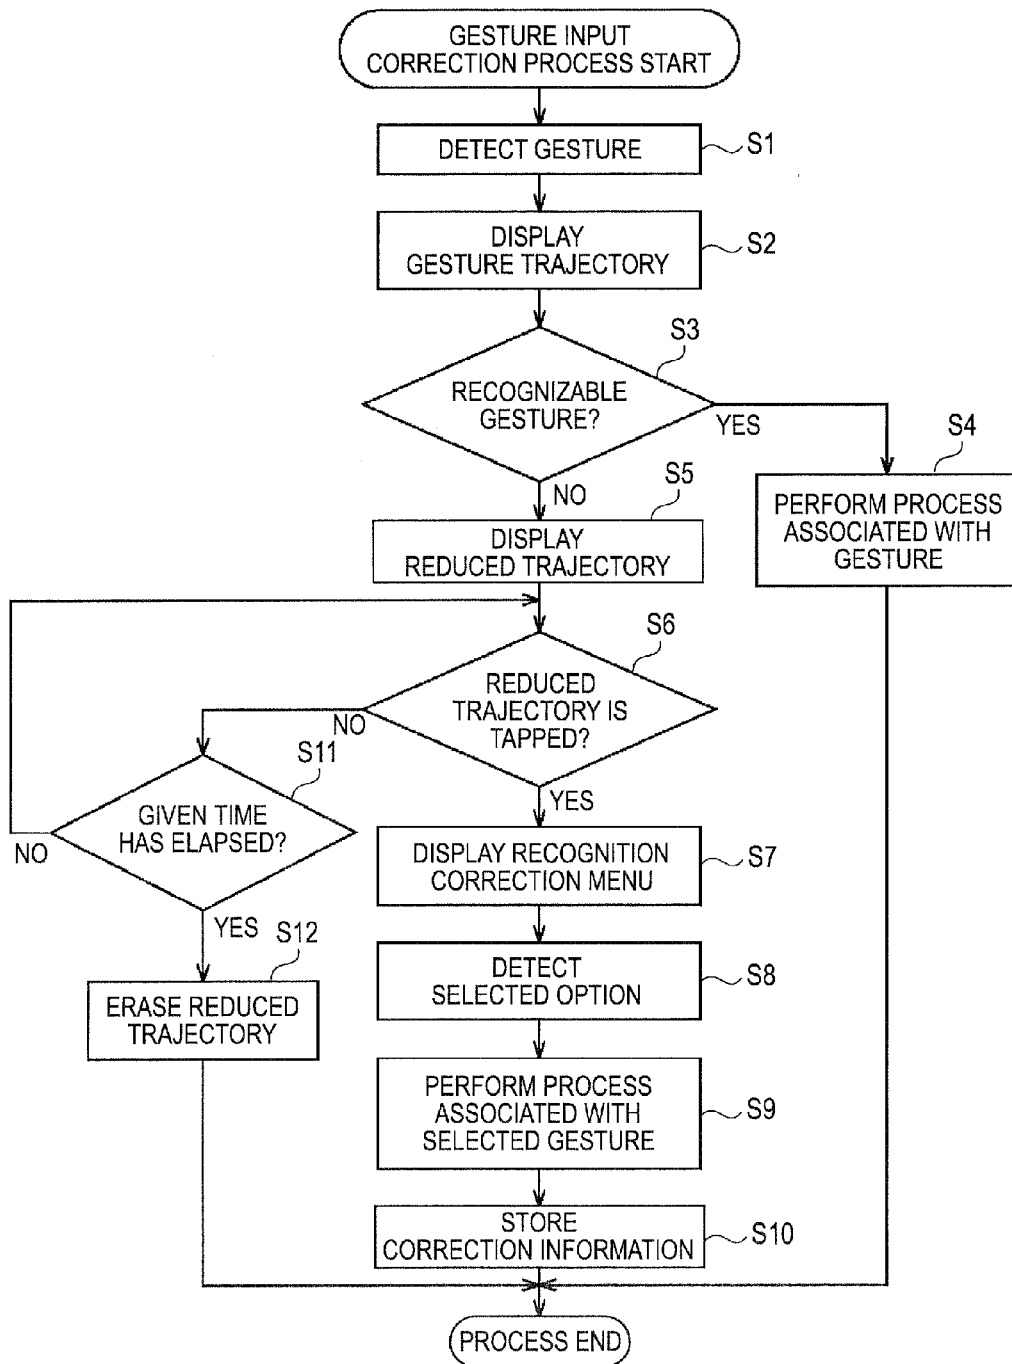 GESTURE INPUT
CORRECTION PROCESS START
DETECT GESTURE
S1
DISPLAY
GESTURE TRAJECTORY
S2
S3
RECOGNIZABLE
GESTURE?
YES
NO
S4
PERFORM PROCESS
ASSOCIATED WITH
GESTURE
S5
DISPLAY
REDUCED TRAJECTORY
S6
REDUCED
TRAJECTORY IS
TAPPED?
NO
YES
S11
GIVEN TIME
HAS ELAPSED?
NO
YES
S12
ERASE REDUCED
TRAJECTORY
DISPLAY RECOGNITION
CORRECTION MENU
S7
DETECT
SELECTED OPTION
S8
PERFORM PROCESS
ASSOCIATED WITH
SELECTED GESTURE
S9
STORE
CORRECTION INFORMATION
S10
PROCESS END